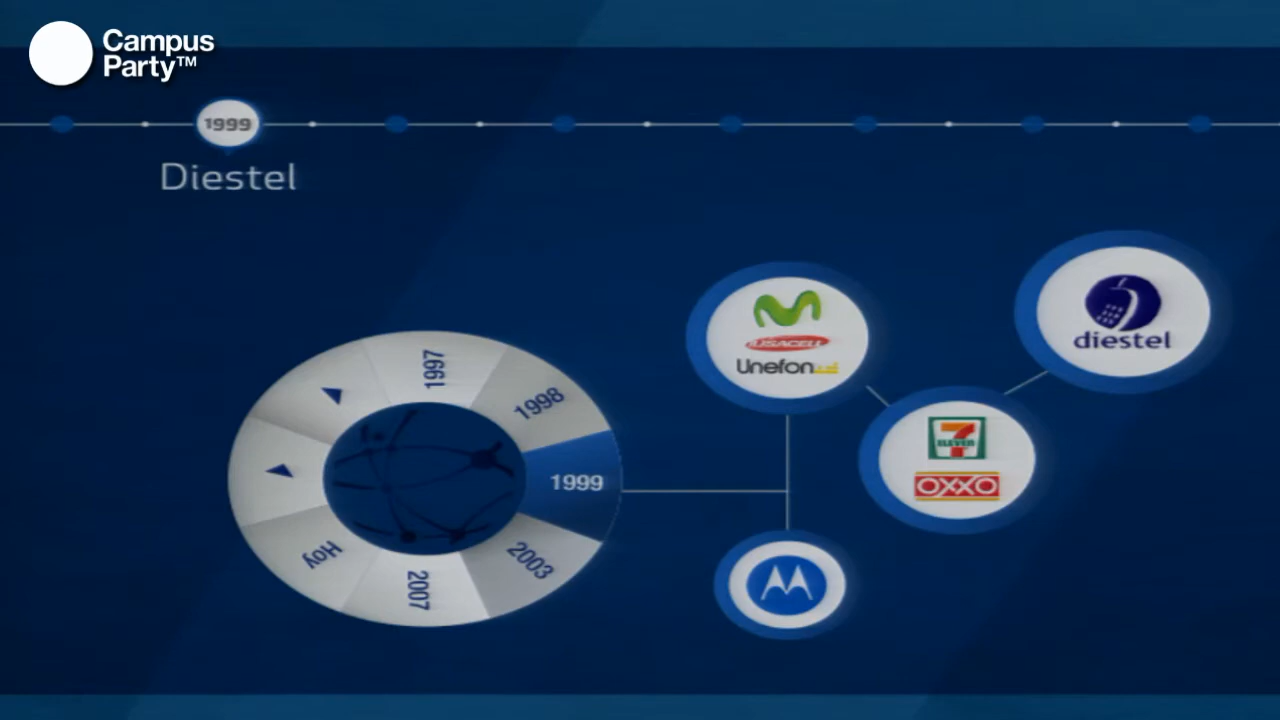 Campus
Party™
1999
Diestel
1997
1998
1999
2003
2007
Hoy
IUSACELL
Unefon
7
ELEVEN
OXXO
diestel